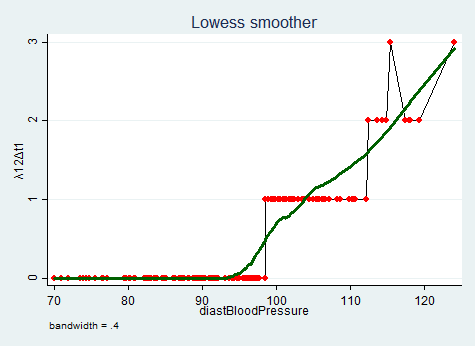 Lowess smoother
3
2
1
0
λ12Δt1
70 80 90 100 110 120
diastBloodPressure
bandwidth = .4